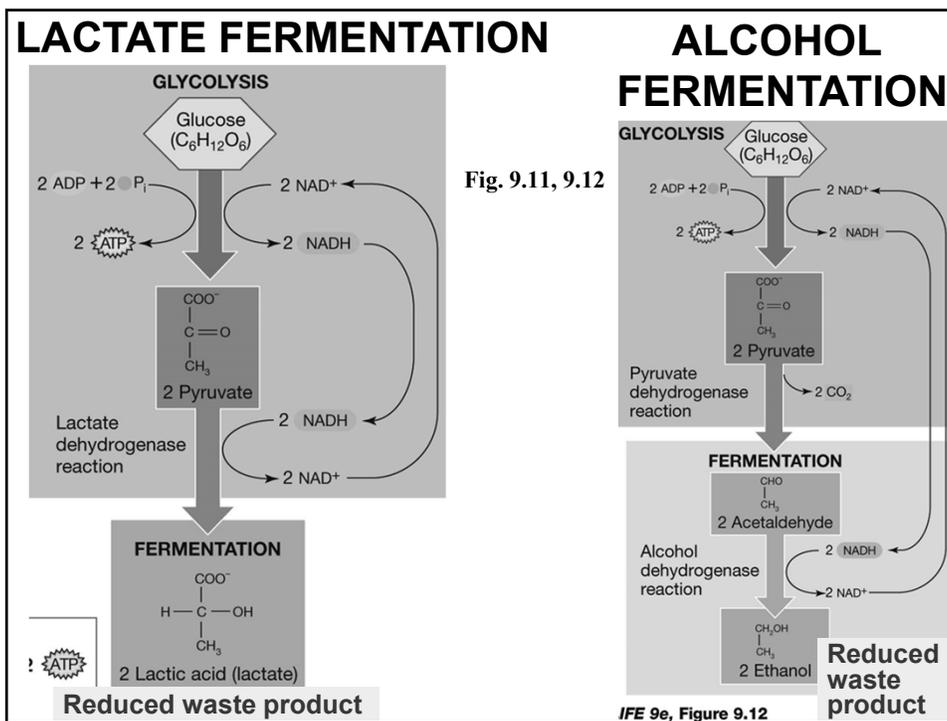 LACTATE FERMENTATION
GLYCOLYSIS
Glucose
(C₆H₁₂O₆)
2 ADP + 2 Pᵢ
2 NAD⁺
2 ATP
2 NADH
COO⁻
C=O
CH₃
2 Pyruvate
Lactate
dehydrogenase
reaction
2 NADH
2 NAD⁺
FERMENTATION
COO⁻
H—C—OH
CH₃
2 Lactic acid (lactate)
2 ATP
Reduced waste product
Fig. 9.11, 9.12
ALCOHOL
FERMENTATION
GLYCOLYSIS
Glucose
(C₆H₁₂O₆)
2 ADP + 2 Pᵢ
2 NAD⁺
2 ATP
2 NADH
COO⁻
C=O
CH₃
2 Pyruvate
Pyruvate
dehydrogenase
reaction
2 CO₂
FERMENTATION
CHO
CH₃
2 Acetaldehyde
Alcohol
dehydrogenase
reaction
2 NADH
2 NAD⁺
CH₂OH
CH₃
2 Ethanol
Reduced
waste
product
IFE 9e, Figure 9.12